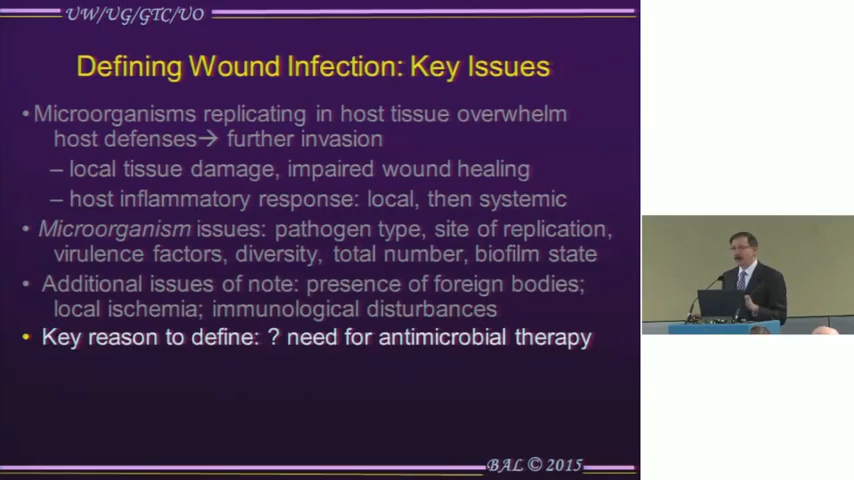 UW/UG/GTC/UO
Defining Wound Infection: Key Issues
• Microorganisms replicating in host tissue overwhelm
host defenses→ further invasion
– local tissue damage, impaired wound healing
– host inflammatory response: local, then systemic
• Microorganism issues: pathogen type, site of replication,
virulence factors, diversity, total number, biofilm state
• Additional issues of note: presence of foreign bodies;
local ischemia; immunological disturbances
• Key reason to define: ? need for antimicrobial therapy
BAL © 2015